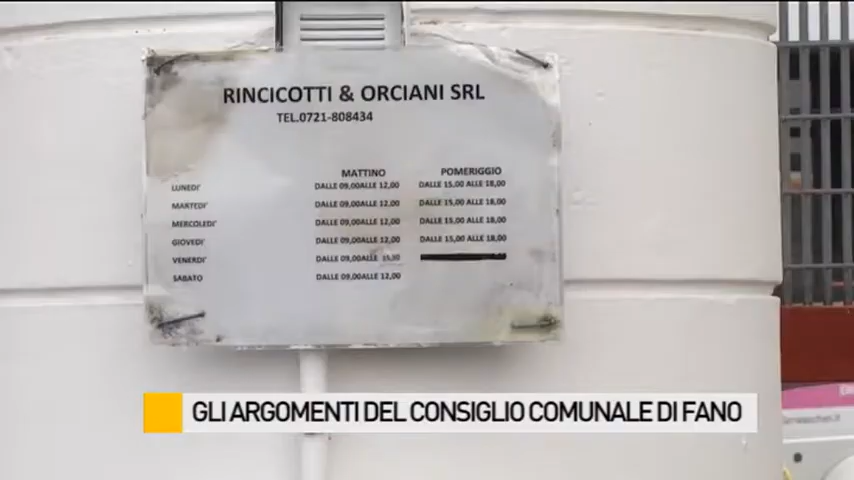 RINCICOTTI & ORCIANI SRL
TEL.0721-808434
MATTINO POMERIGGIO
LUNEDI' DALLE 09,00ALLE 12,00 DALLE 15,00 ALLE 18,00
MARTEDI' DALLE 09,00ALLE 12,00 DALLE 15,00 ALLE 18,00
MERCOLEDI' DALLE 09,00ALLE 12,00 DALLE 15,00 ALLE 18,00
GIOVEDI' DALLE 09,00ALLE 12,00 DALLE 15,00 ALLE 18,00
VENERDI' DALLE 09,00ALLE
SABATO DALLE 09,00ALLE 12,00
GLI ARGOMENTI DEL CONSIGLIO COMUNALE DI FANO